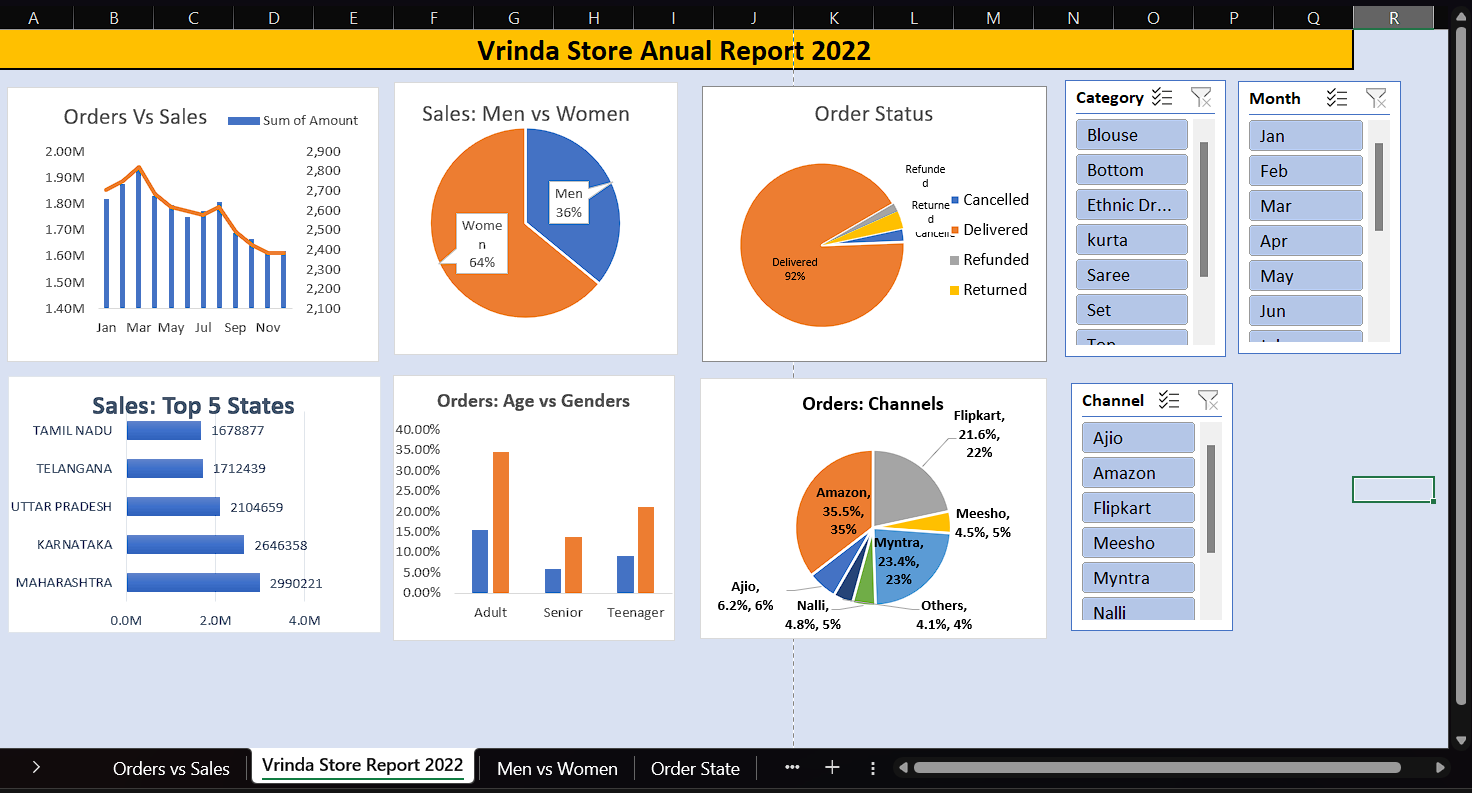 A B C D E F G H I J K L M N O P Q R
Vrinda Store Anual Report 2022
Orders Vs Sales
Sum of Amount
2.00M
1.90M
1.80M
1.70M
1.60M
1.50M
1.40M
2,900
2,800
2,700
2,600
2,500
2,400
2,300
2,200
2,100
Jan Mar May Jul Sep Nov
Sales: Men vs Women
Men
36%
Wome
n
64%
Order Status
Refunde
d
Returne
d
Delivered
92%
Cancelled
Delivered
Refunded
Returned
Category
Blouse
Bottom
Ethnic Dr...
kurta
Saree
Set
Month
Jan
Feb
Mar
Apr
May
Jun
Sales: Top 5 States
TAMIL NADU 1678877
TELANGANA 1712439
UTTAR PRADESH 2104659
KARNATAKA 2646358
MAHARASHTRA 2990221
0.0M 2.0M 4.0M
Orders: Age vs Genders
40.00%
35.00%
30.00%
25.00%
20.00%
15.00%
10.00%
5.00%
0.00%
Adult Senior Teenager
Orders: Channels
Flipkart,
21.6%,
22%
Amazon,
35.5%,
35%
Meesho,
4.5%, 5%
Myntra,
23.4%,
23%
Ajio,
6.2%, 6%
Nalli,
4.8%, 5%
Others,
4.1%, 4%
Channel
Ajio
Amazon
Flipkart
Meesho
Myntra
Nalli
Orders vs Sales
Vrinda Store Report 2022
Men vs Women
Order State